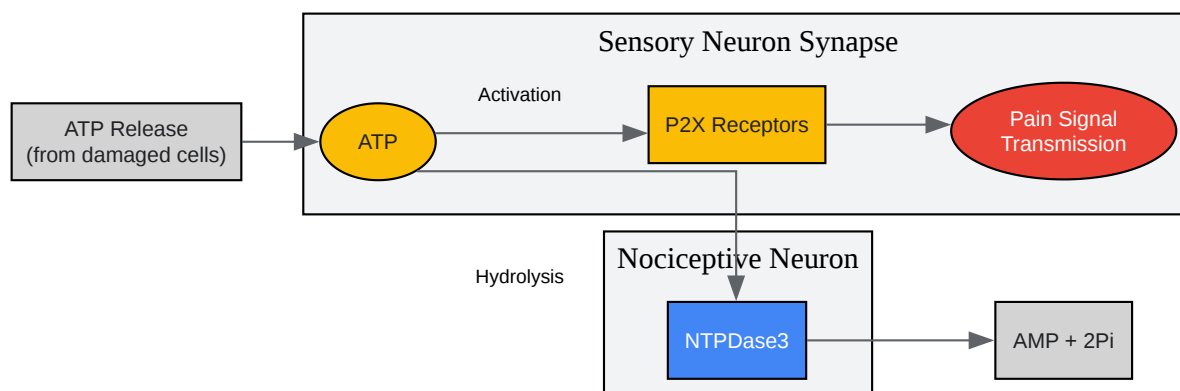 Sensory Neuron Synapse
ATP Release
(from damaged cells)
ATP
Activation
P2X Receptors
Pain Signal
Transmission
Nociceptive Neuron
Hydrolysis
NTPDase3
AMP + 2Pi